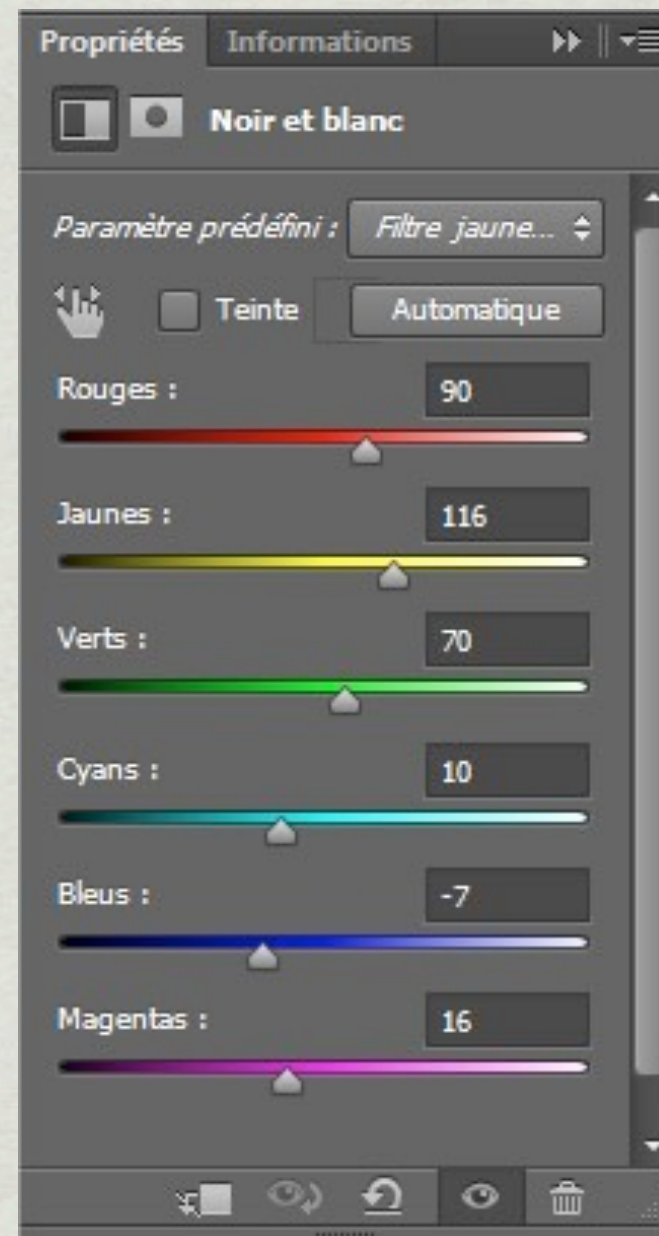 Propriétés Informations
Noir et blanc
Paramètre prédéfini : Filtre jaune...
Teinte Automatique
Rouges : 90
Jaunes : 116
Verts : 70
Cyans : 10
Bleus : -7
Magentas : 16